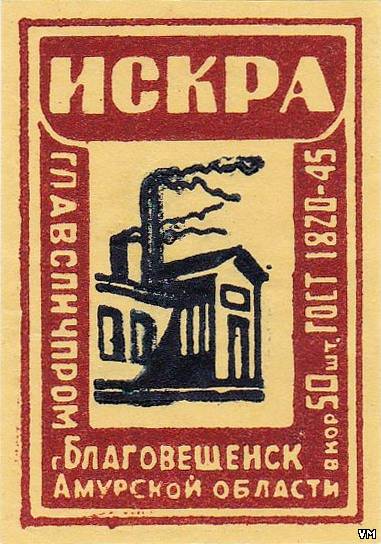 ИСКРА
ГЛАВСПИЧПРОМ
В КОР 50 ШТ. ГОСТ 1820-45
г. БЛАГОВЕЩЕНСК
АМУРСКОЙ ОБЛАСТИ
VM